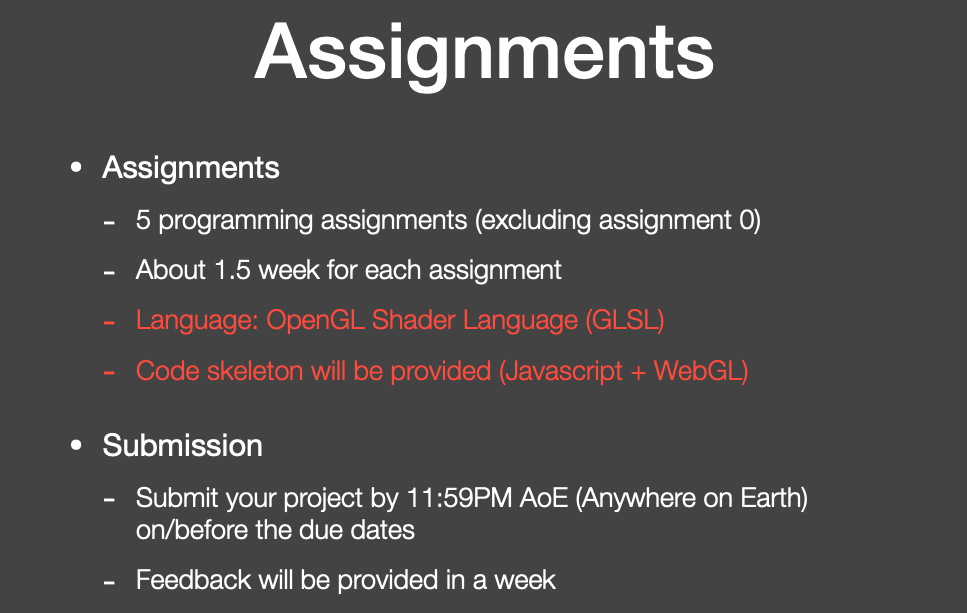 Assignments
• Assignments
- 5 programming assignments (excluding assignment 0)
- About 1.5 week for each assignment
- Language: OpenGL Shader Language (GLSL)
- Code skeleton will be provided (Javascript + WebGL)
• Submission
- Submit your project by 11:59PM AoE (Anywhere on Earth)
on/before the due dates
- Feedback will be provided in a week